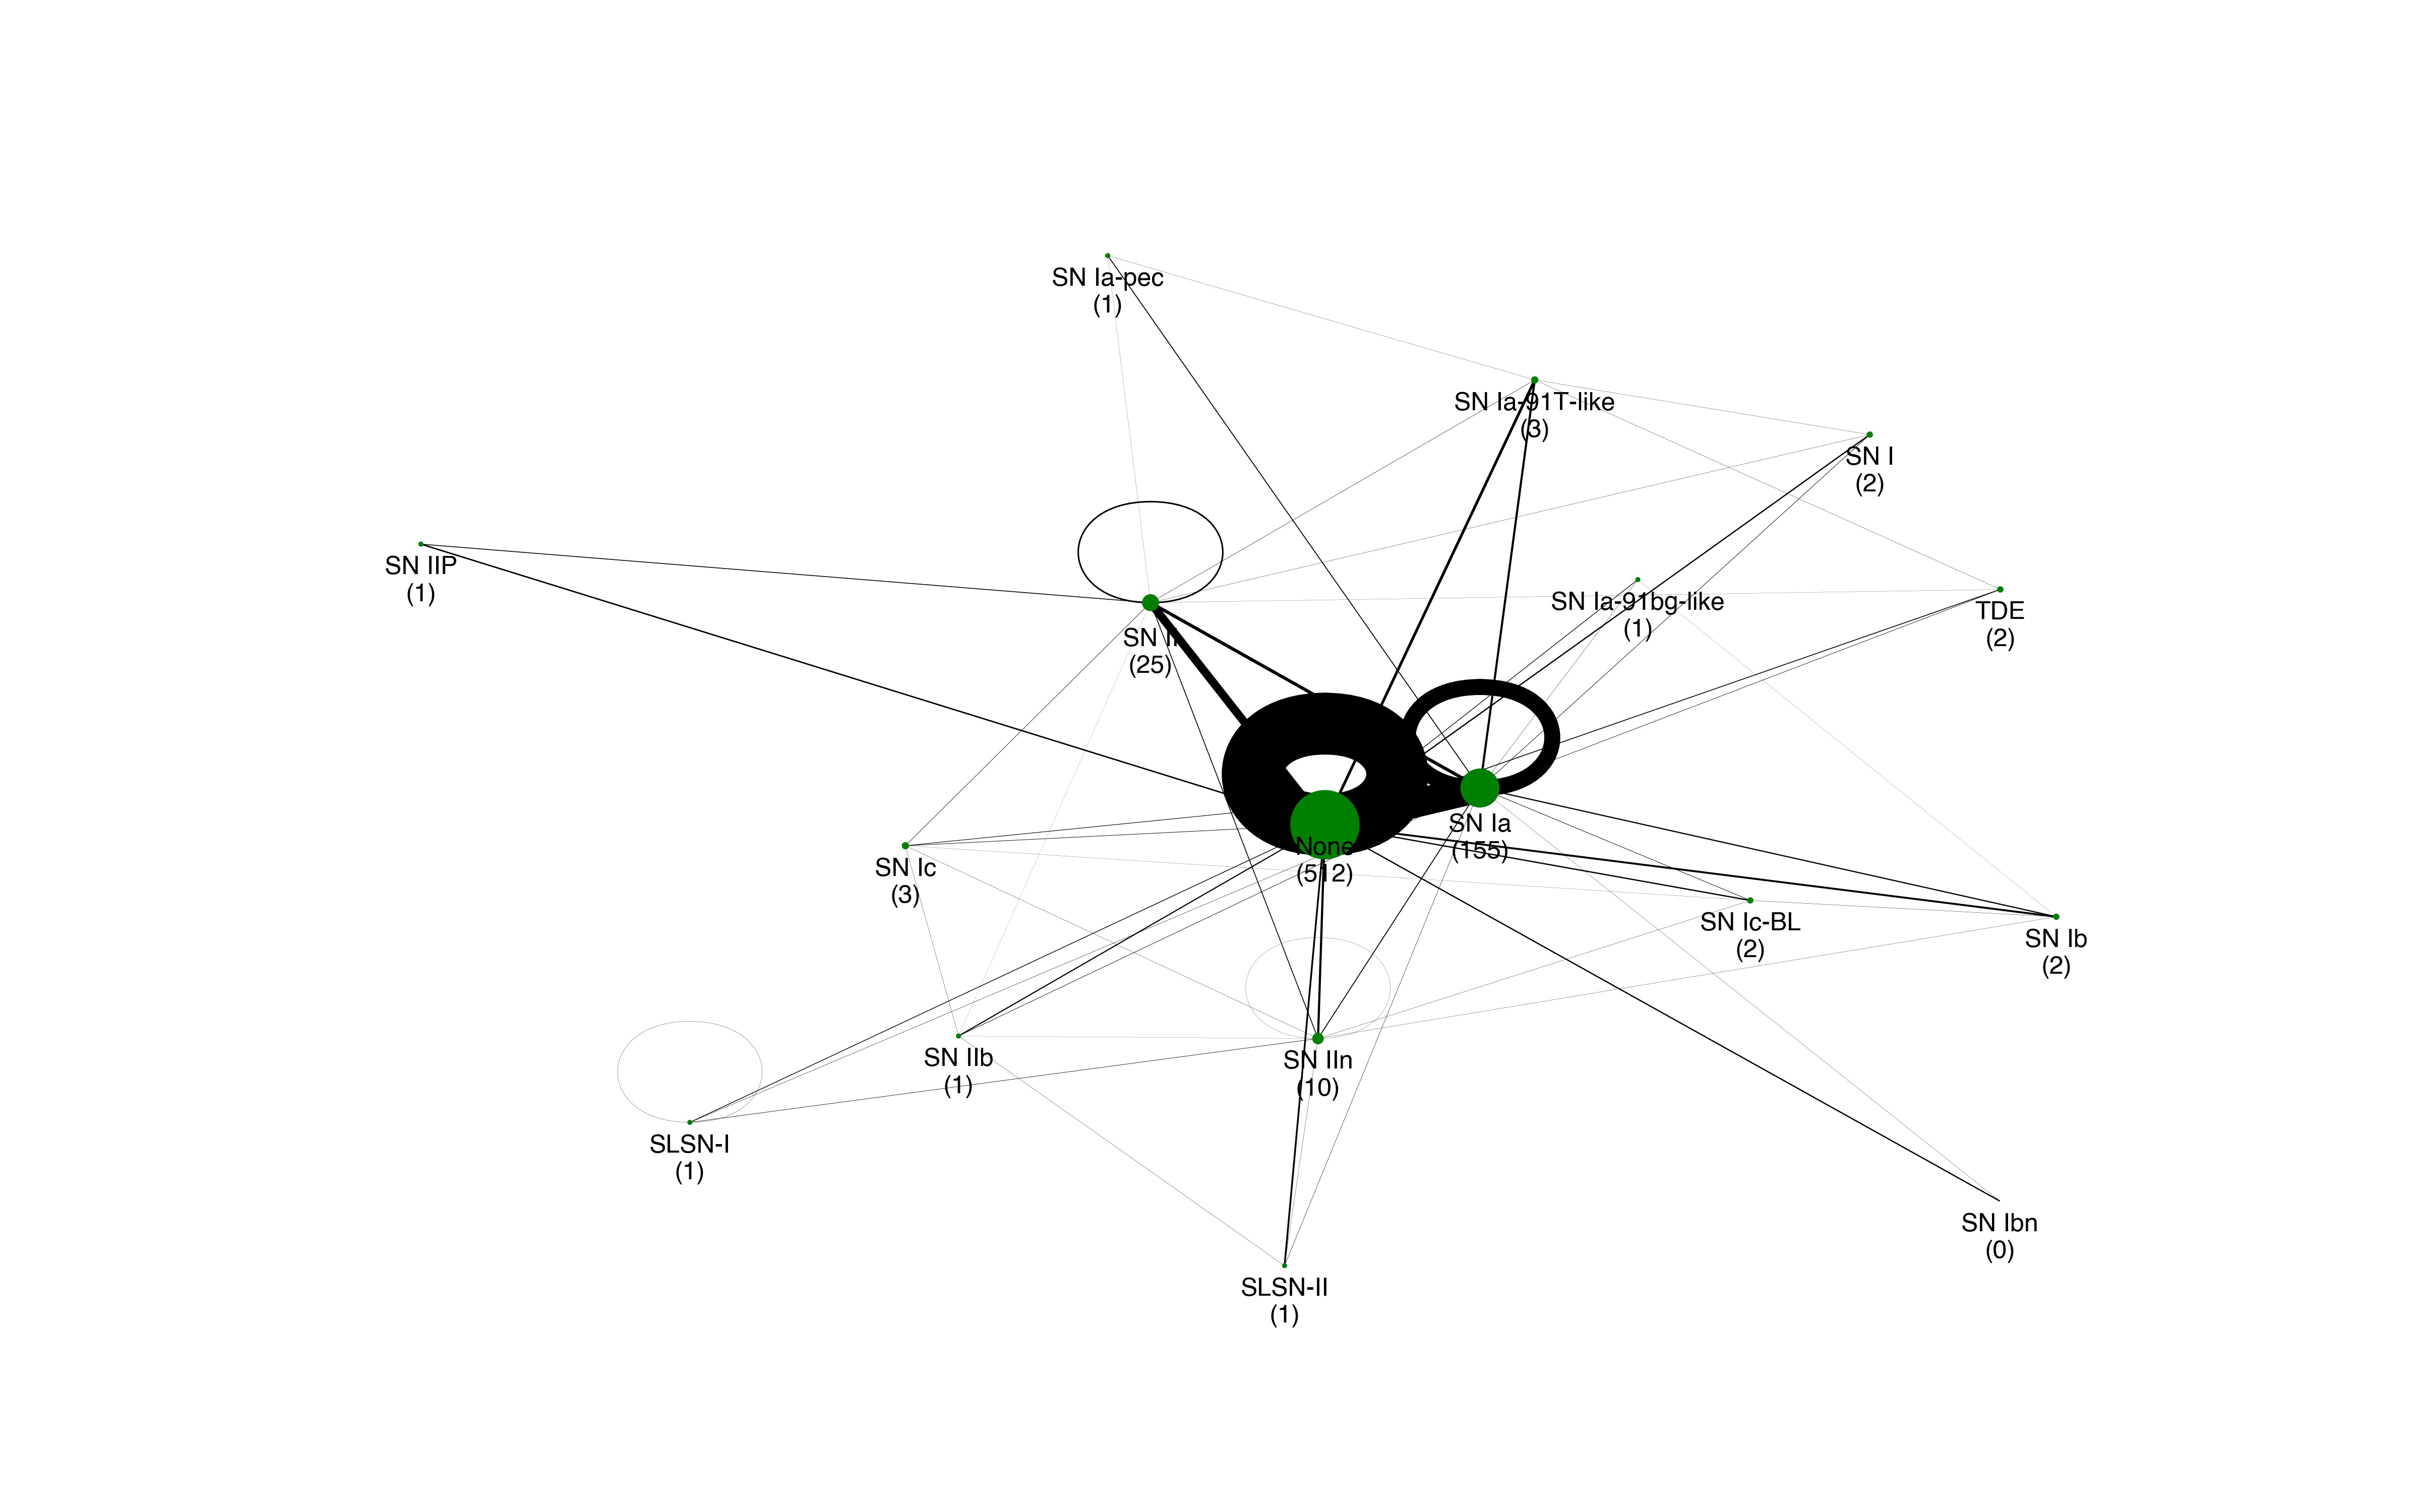 SN Ia-pec
(1)
SN Ia-91T-like
(3)
SN I
(2)
SN IIP
(1)
SN Ia-91bg-like
(1)
TDE
(2)
SN II
(25)
SN Ia
(155)
None
(512)
SN Ic
(3)
SN Ic-BL
(2)
SN Ib
(2)
SN IIb
(1)
SN IIn
(10)
SLSN-I
(1)
SN Ibn
(0)
SLSN-II
(1)